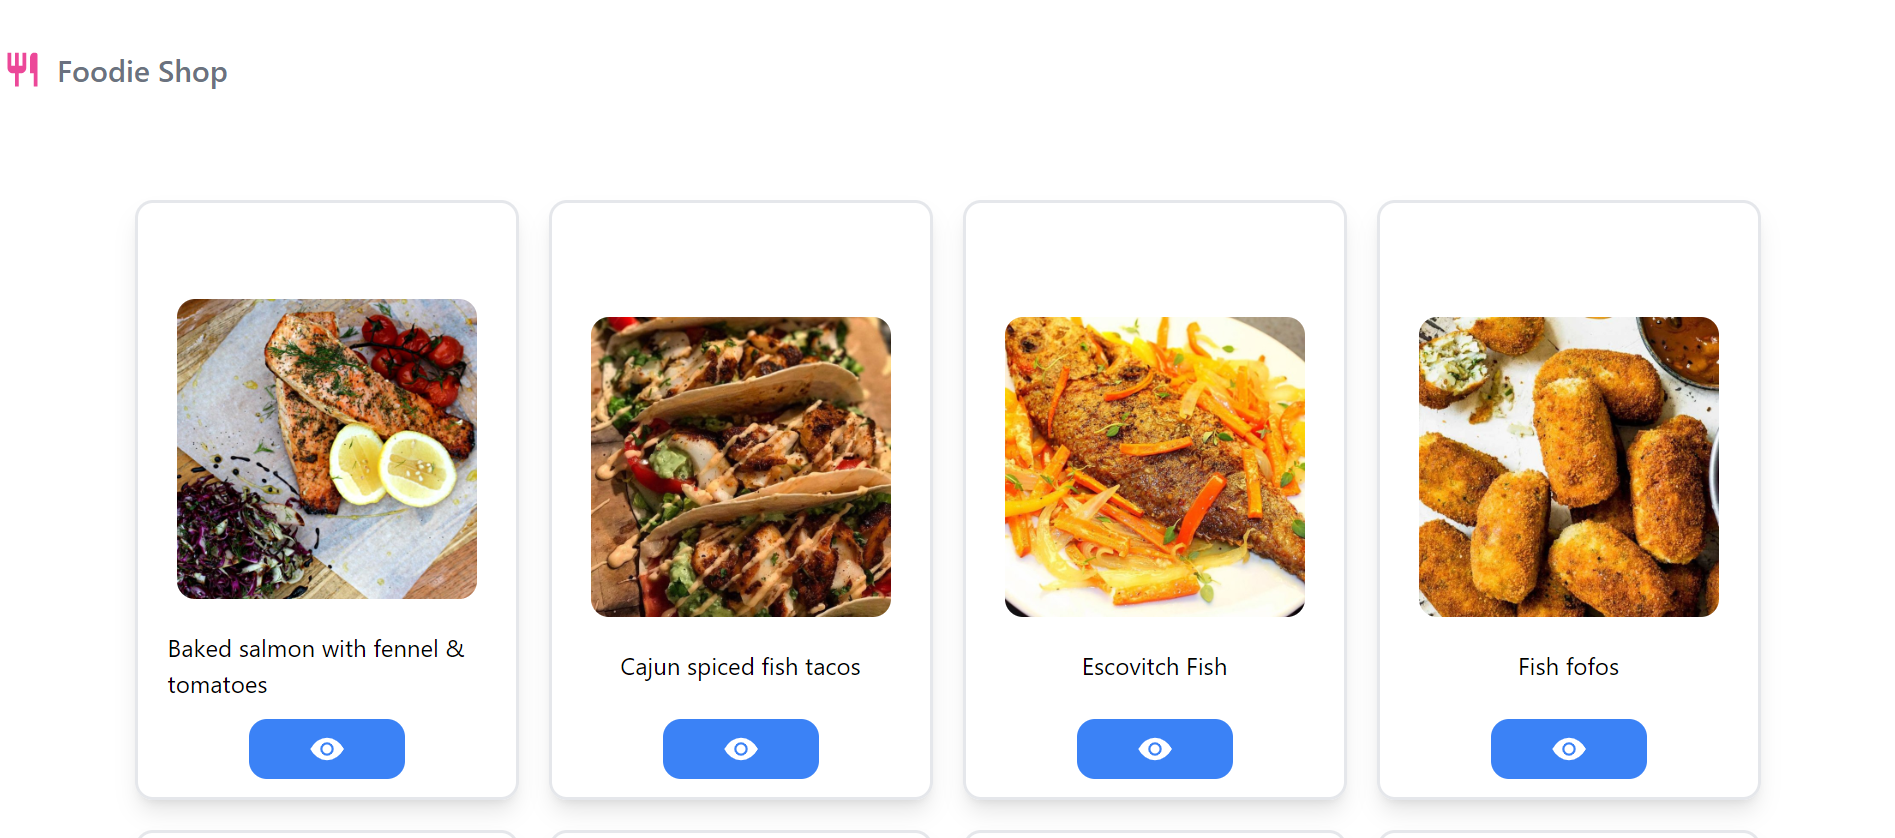 Foodie Shop
Baked salmon with fennel &
tomatoes
Cajun spiced fish tacos
Escovitch Fish
Fish fofos